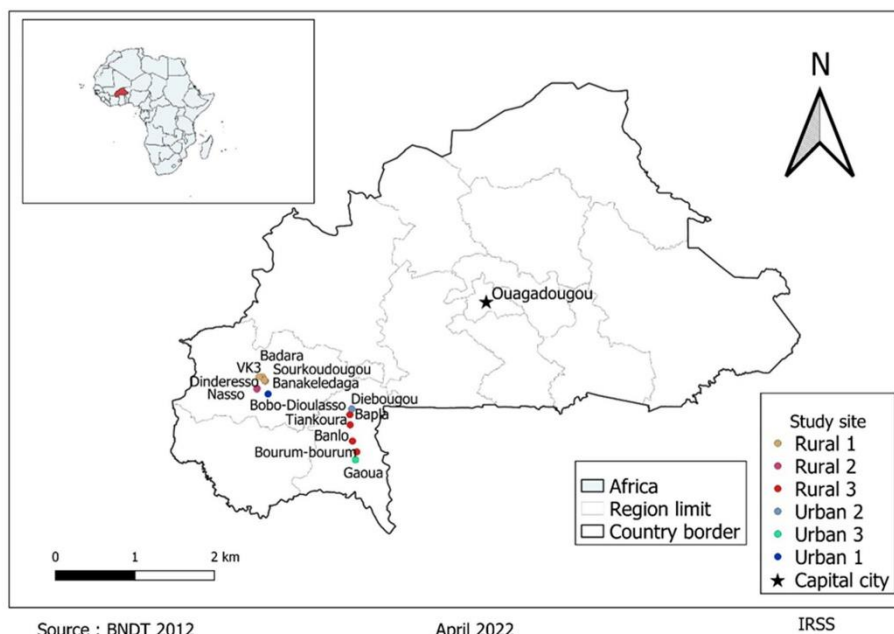 N
Ouagadougou
Badara
VK3 Sourkoudougou
Dinderesso Banakeledaga
Nasso
Bobo-Dioulasso Diebougou
Bapla
Tiankoura
Banlo
Bourum-bourum
Gaoua
Study site
Rural 1
Rural 2
Rural 3
Urban 2
Urban 3
Urban 1
Capital city
Africa
Region limit
Country border
0 1 2 km
Source : BNDT 2012 April 2022 IRSS